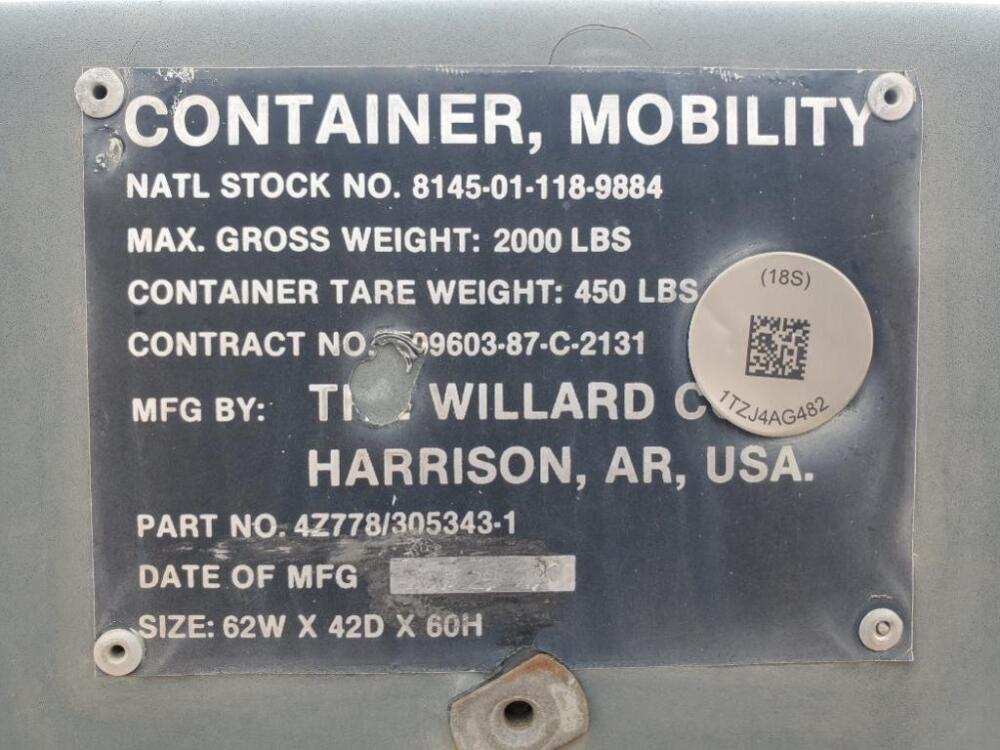 CONTAINER, MOBILITY
NATL STOCK NO. 8145-01-118-9884
MAX. GROSS WEIGHT: 2000 LBS
CONTAINER TARE WEIGHT: 450 LBS
(18S)
1TZJ4AG482
CONTRACT NO 09603-87-C-2131
MFG BY: WILLARD
HARRISON, AR, USA.
PART NO. 4Z778/305343-1
DATE OF MFG
SIZE: 62W X 42D X 60H